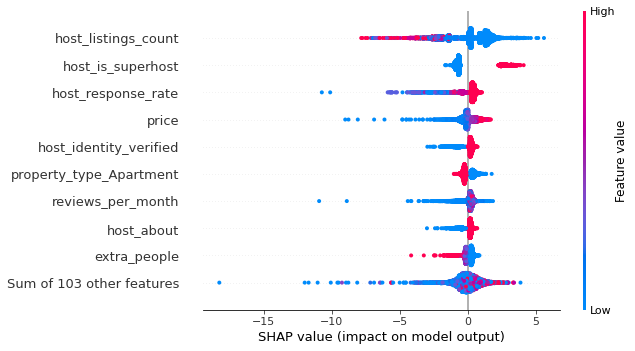 High
host_listings_count
host_is_superhost
host_response_rate
price
host_identity_verified
property_type_Apartment
reviews_per_month
host_about
extra_people
Sum of 103 other features
Feature value
Low
−15 −10 −5 0 5
SHAP value (impact on model output)